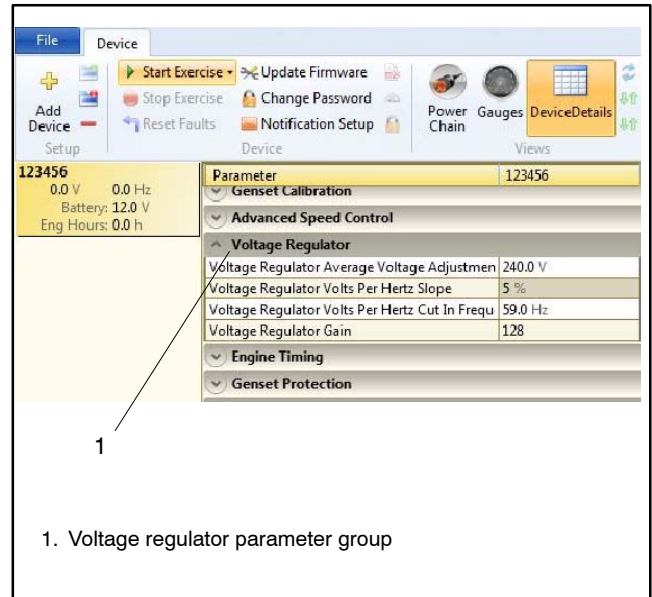 File Device
Start Exercise Update Firmware
Stop Exercise Change Password
Reset Faults Notification Setup
Add
Device
Power
Chain
Gauges
DeviceDetails
Setup Device Views
123456
0.0 V 0.0 Hz
Battery: 12.0 V
Eng Hours: 0.0 h
Parameter 123456
Genset Calibration
Advanced Speed Control
Voltage Regulator
Voltage Regulator Average Voltage Adjustmen 240.0 V
Voltage Regulator Volts Per Hertz Slope 5 %
Voltage Regulator Volts Per Hertz Cut In Frequ 59.0 Hz
Voltage Regulator Gain 128
Engine Timing
Genset Protection
1
1. Voltage regulator parameter group